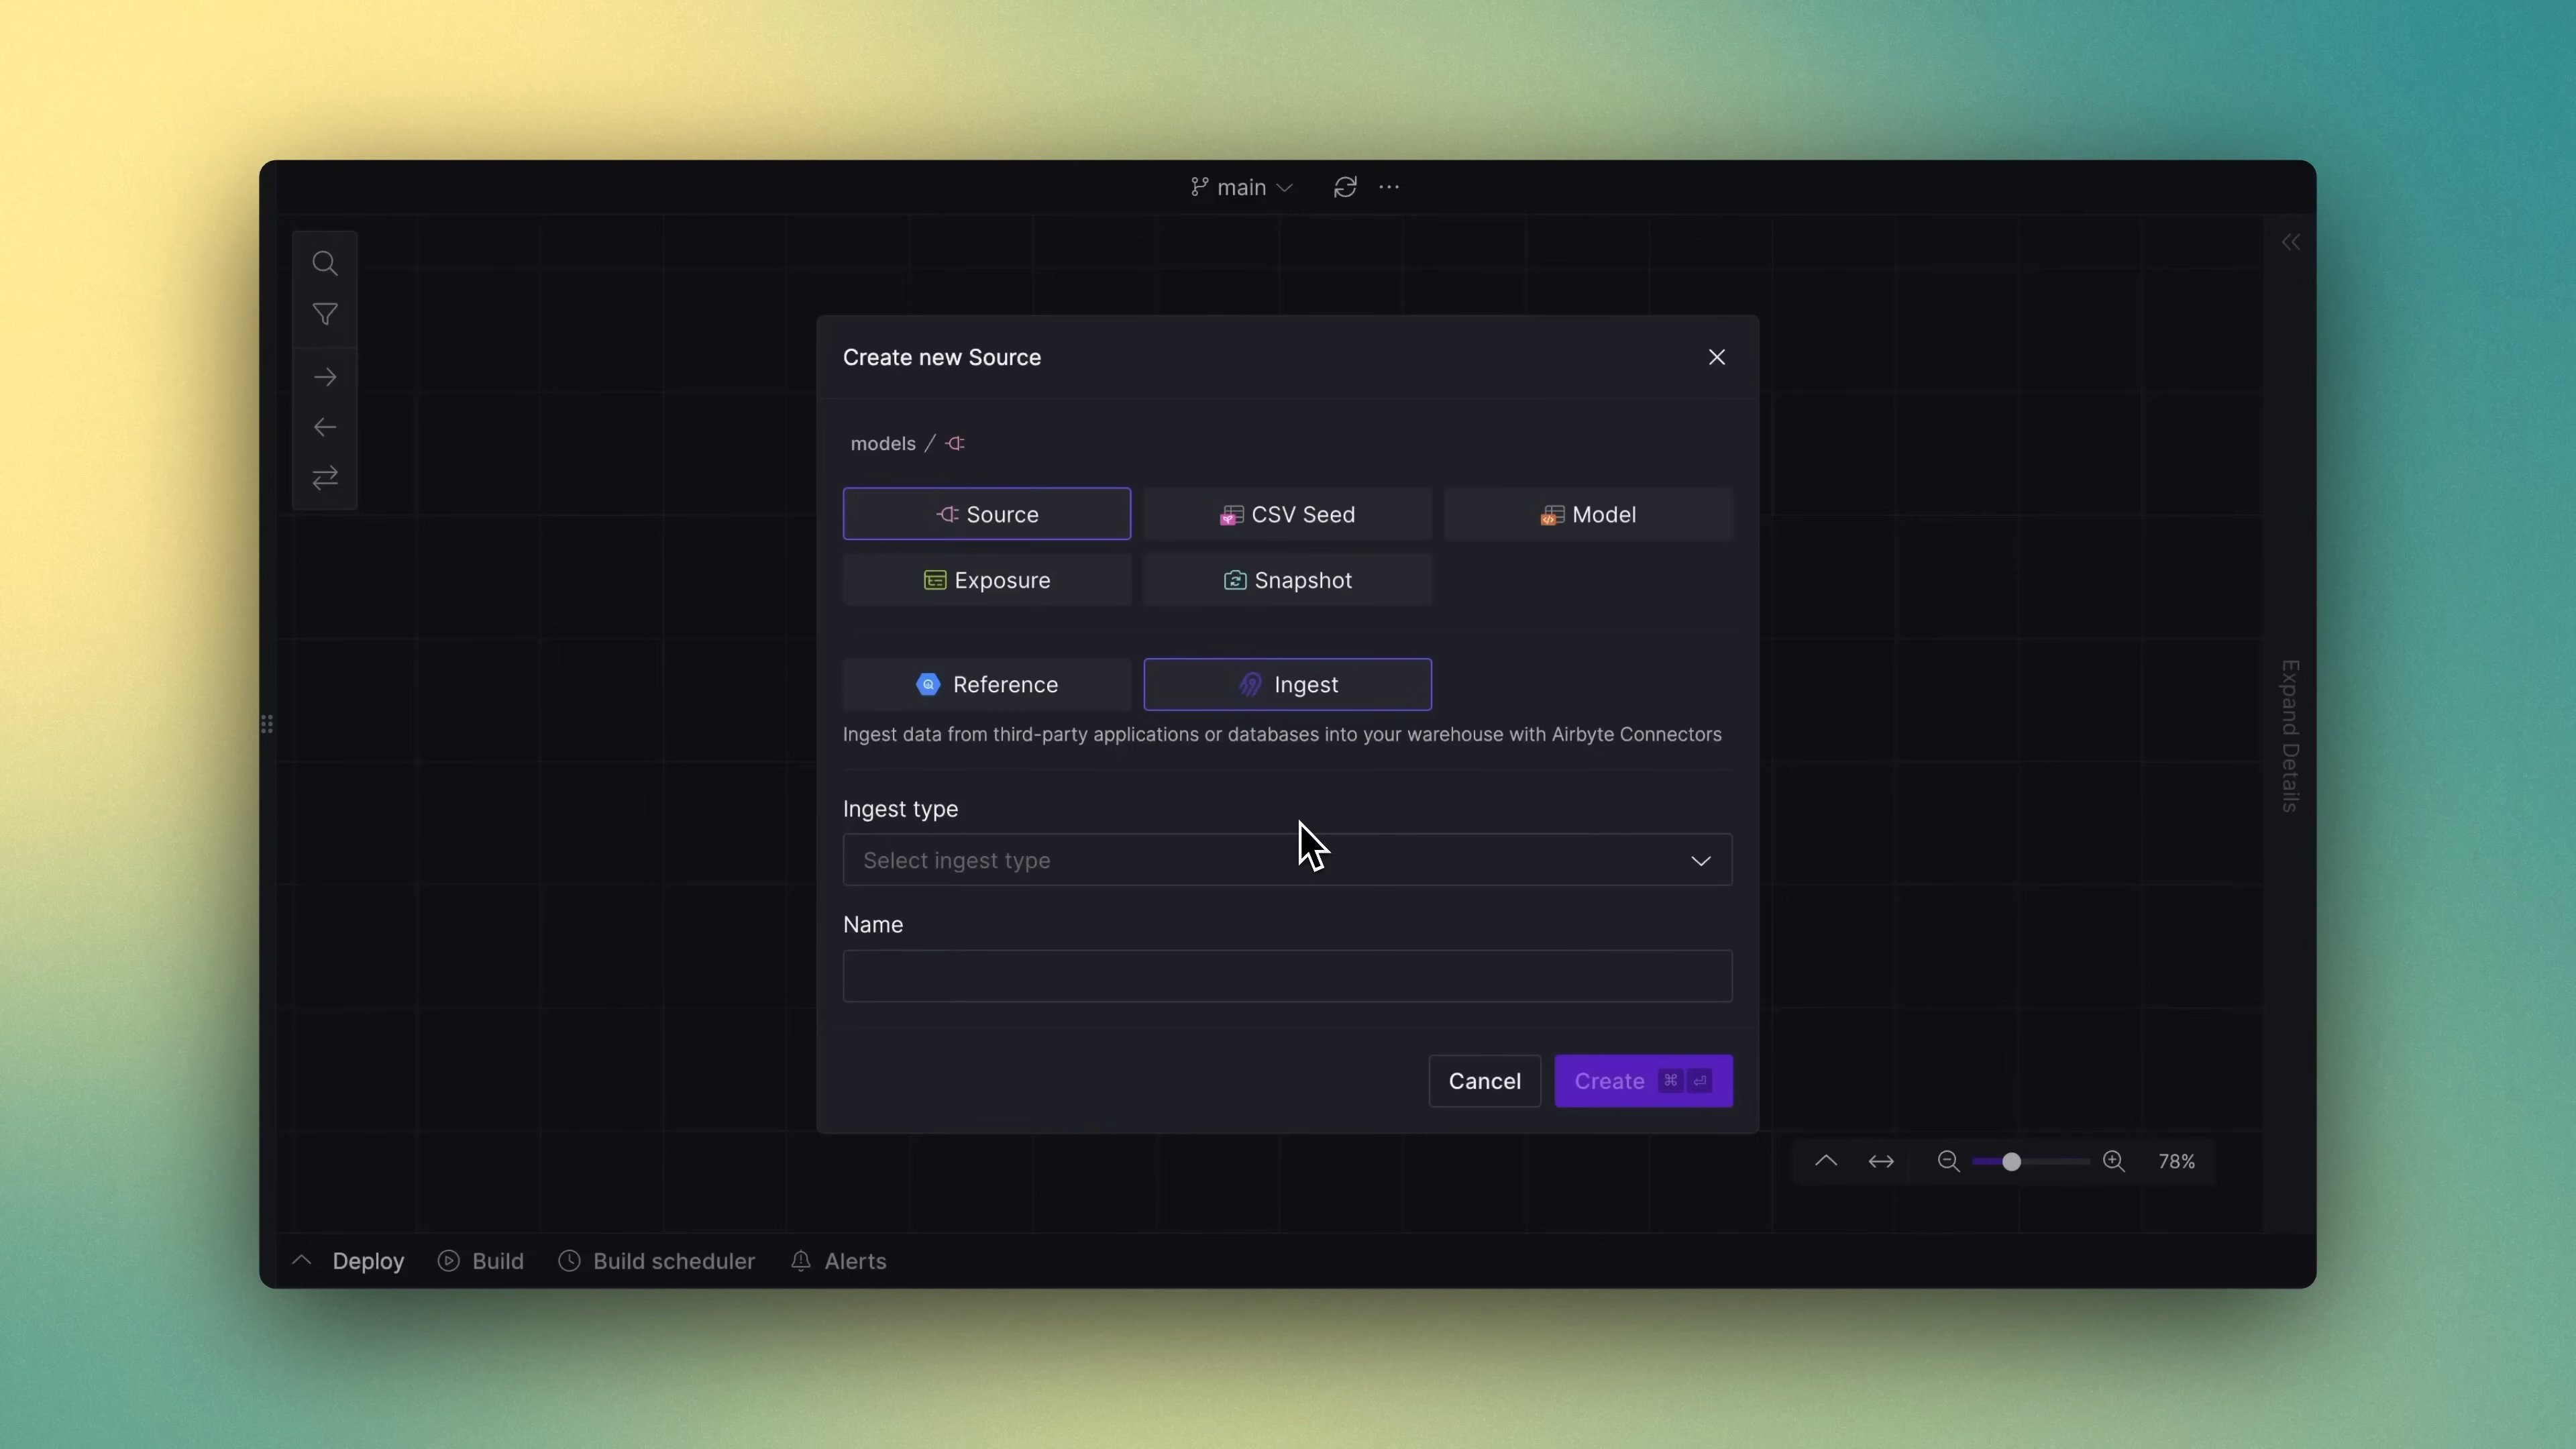 main
Create new Source
models /
Source
CSV Seed
Model
Exposure
Snapshot
Reference
Ingest
Ingest data from third-party applications or databases into your warehouse with Airbyte Connectors
Ingest type
Select ingest type
Name
Cancel
Create ⌘ ⏎
Expand Details
78%
Deploy
Build
Build scheduler
Alerts